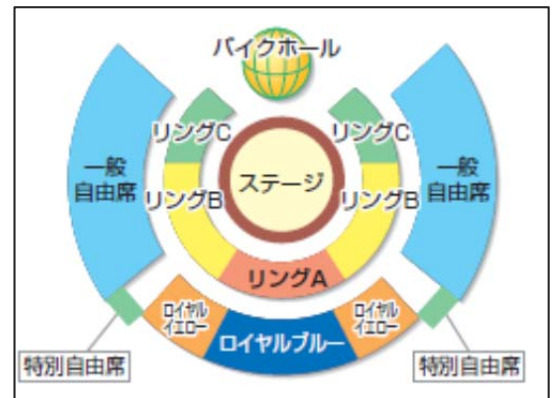 バイクホール
リングC
リングC
一般
自由席
リングB
ステージ
リングB
一般
自由席
リングA
ロイヤル
イエロー
ロイヤルブルー
ロイヤル
イエロー
特別自由席
特別自由席